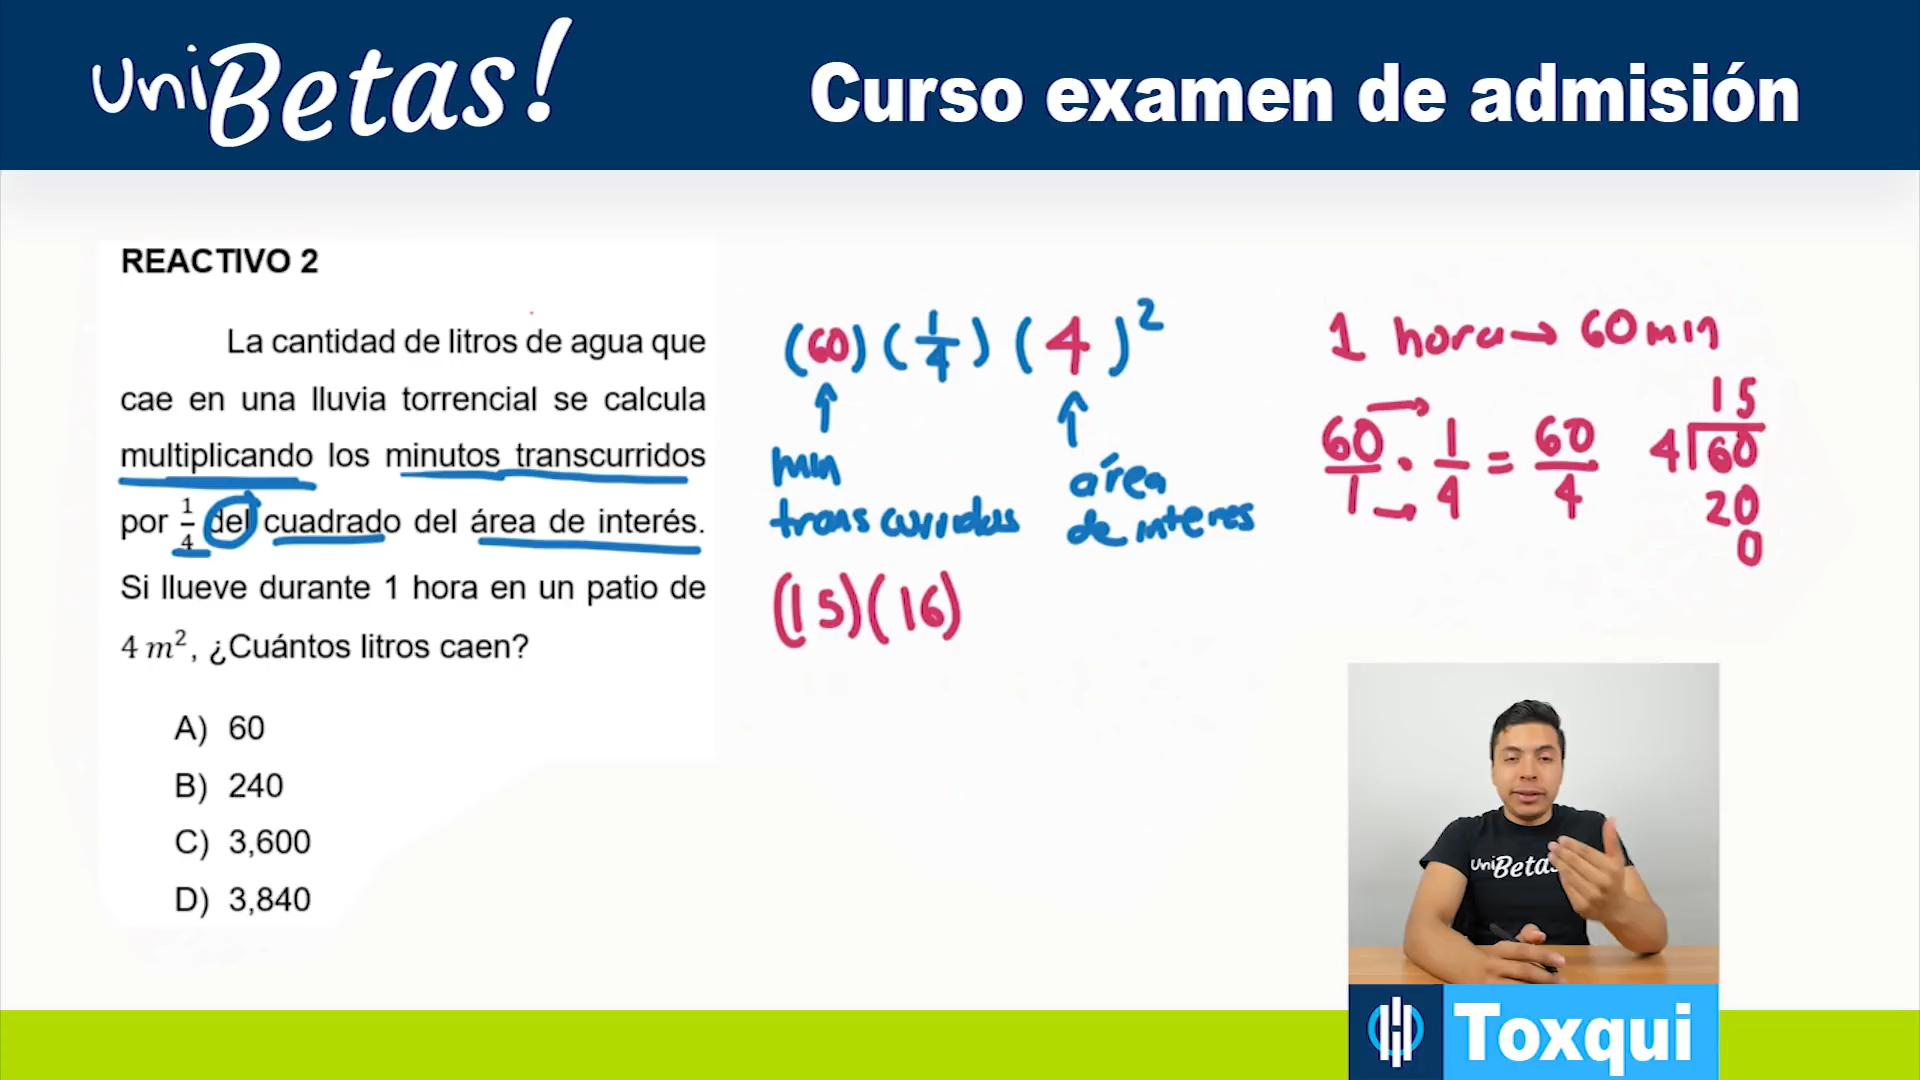 UniBetas!
Curso examen de admisión
REACTIVO 2
La cantidad de litros de agua que
cae en una lluvia torrencial se calcula
multiplicando los minutos transcurridos
por 1/4 del cuadrado del área de interés.
Si llueve durante 1 hora en un patio de
4 m², ¿Cuántos litros caen?
A) 60
B) 240
C) 3,600
D) 3,840
(60)(1/4)(4)²
min
transcurridos
área
de interes
(15)(16)
1 hora→60min
60/1 · 1/4 = 60/4
15
4|60
20
0
UniBetas
Toxqui